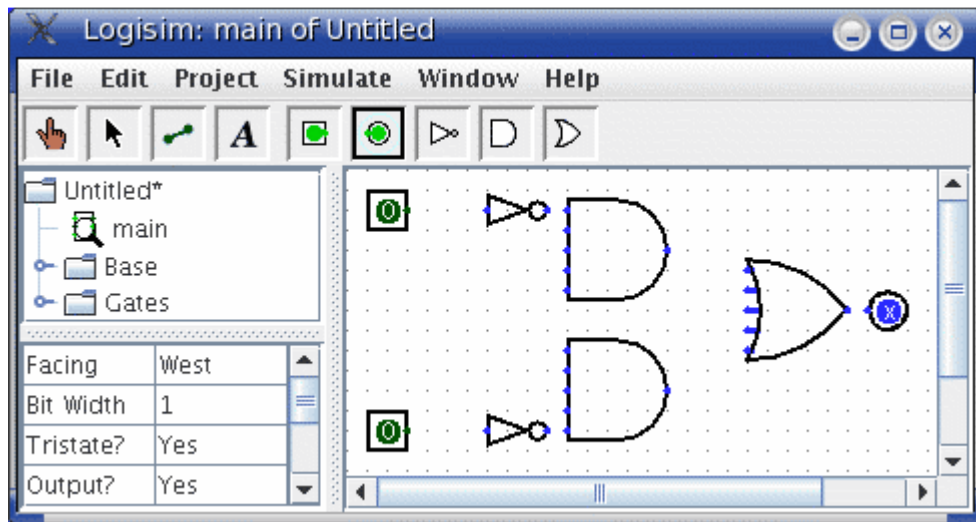 Logisim: main of Untitled
File Edit Project Simulate Window Help
A
Untitled*
main
Base
Gates
Facing West
Bit Width 1
Tristate? Yes
Output? Yes
0
0
x